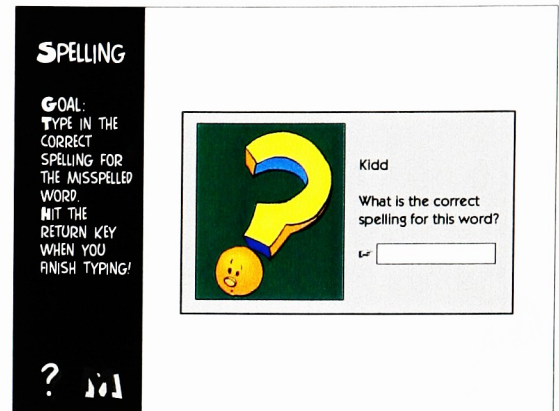 SPELLING
GOAL:
TYPE IN THE
CORRECT
SPELLING FOR
THE MISSPELLED
WORD.
HIT THE
RETURN KEY
WHEN YOU
FINISH TYPING!
?
Kidd
What is the correct
spelling for this word?